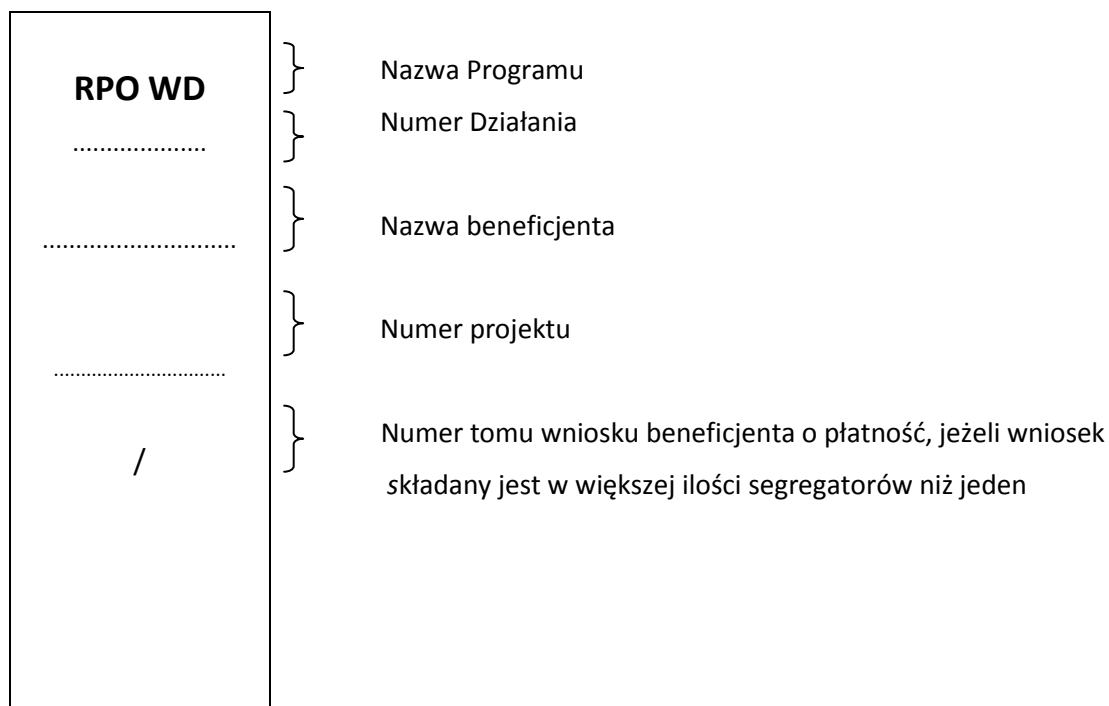 RPO WD
Nazwa Programu
....................
Numer Działania
.............................
Nazwa beneficjenta
Numer projektu
................................
/
Numer tomu wniosku beneficjenta o płatność, jeżeli wniosek
składany jest w większej ilości segregatorów niż jeden